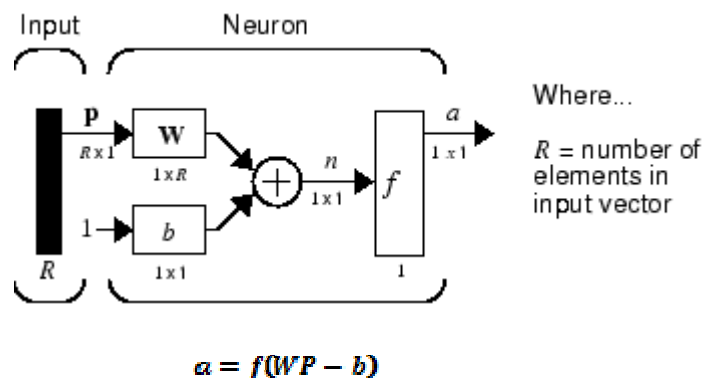 Input Neuron
p W n f a
R x 1 1 x R 1 x 1 1 x 1
1 b
R 1 x 1 1
Where...
R = number of
elements in
input vector
a = f(WP − b)